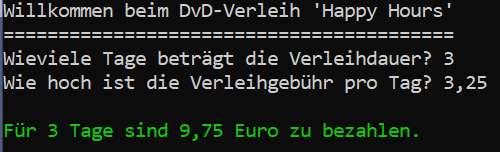 Willkommen beim DvD-Verleih 'Happy Hours'
=========================================
Wieviele Tage beträgt die Verleihdauer? 3
Wie hoch ist die Verleihgebühr pro Tag? 3,25
Für 3 Tage sind 9,75 Euro zu bezahlen.